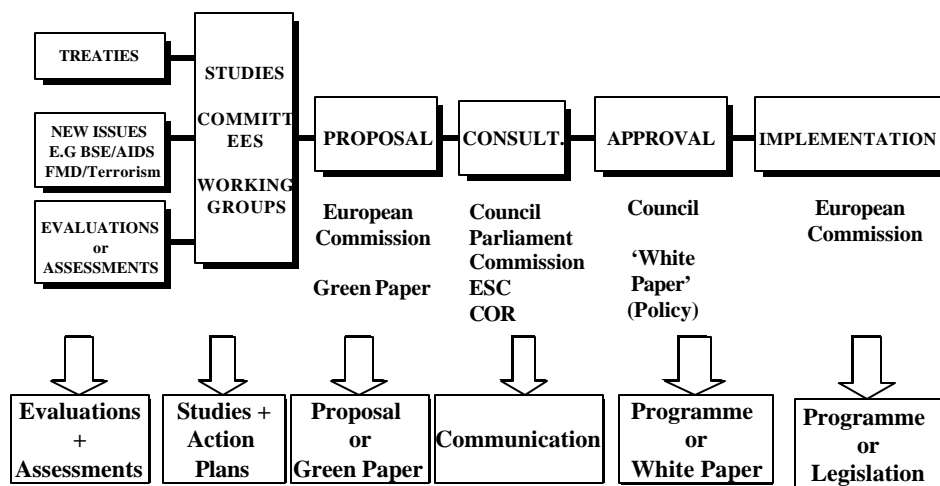 TREATIES
NEW ISSUES
E.G BSE/AIDS
FMD/Terrorism
EVALUATIONS
or
ASSESSMENTS
STUDIES
COMMITT
EES
WORKING
GROUPS
PROPOSAL
CONSULT.
APPROVAL
IMPLEMENTATION
European
Commission
Green Paper
Council
Parliament
Commission
ESC
COR
Council
‘White
Paper’
(Policy)
European
Commission
Evaluations
+
Assessments
Studies +
Action
Plans
Proposal
or
Green Paper
Communication
Programme
or
White Paper
Programme
or
Legislation